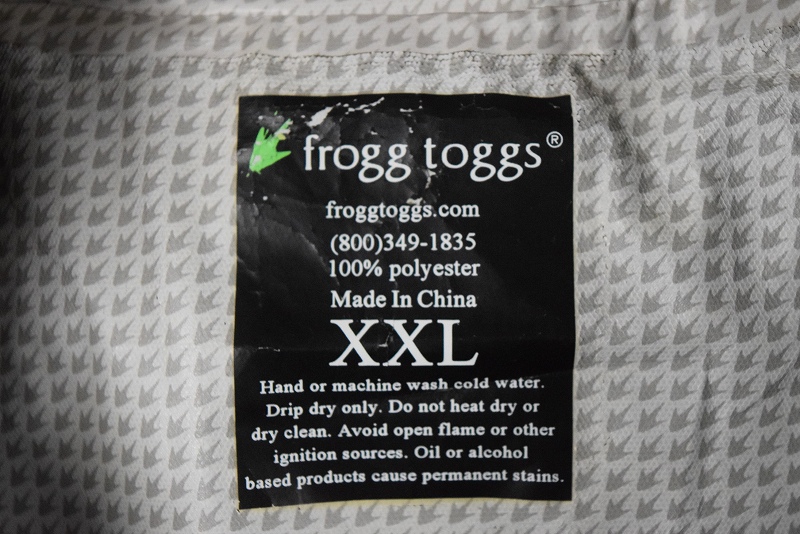 frogg toggs®
froggtoggs.com
(800)349-1835
100% polyester
Made In China
XXL
Hand or machine wash cold water.
Drip dry only. Do not heat dry or
dry clean. Avoid open flame or other
ignition sources. Oil or alcohol
based products cause permanent stains.